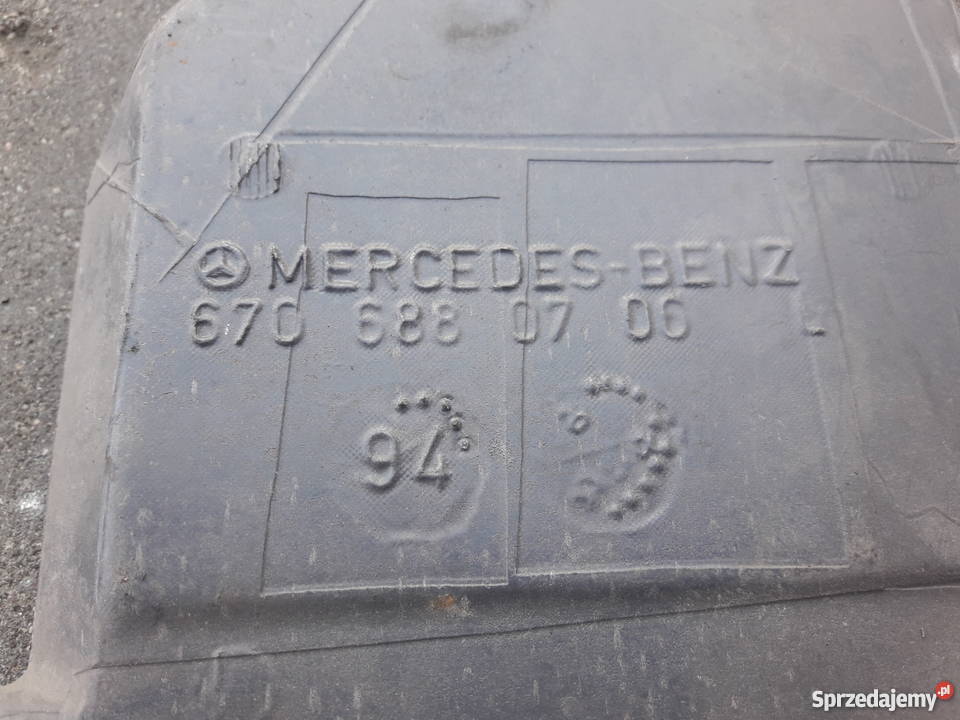 MERCEDES-BENZ
670 688 07 06 L
94
Sprzedajemy.pl